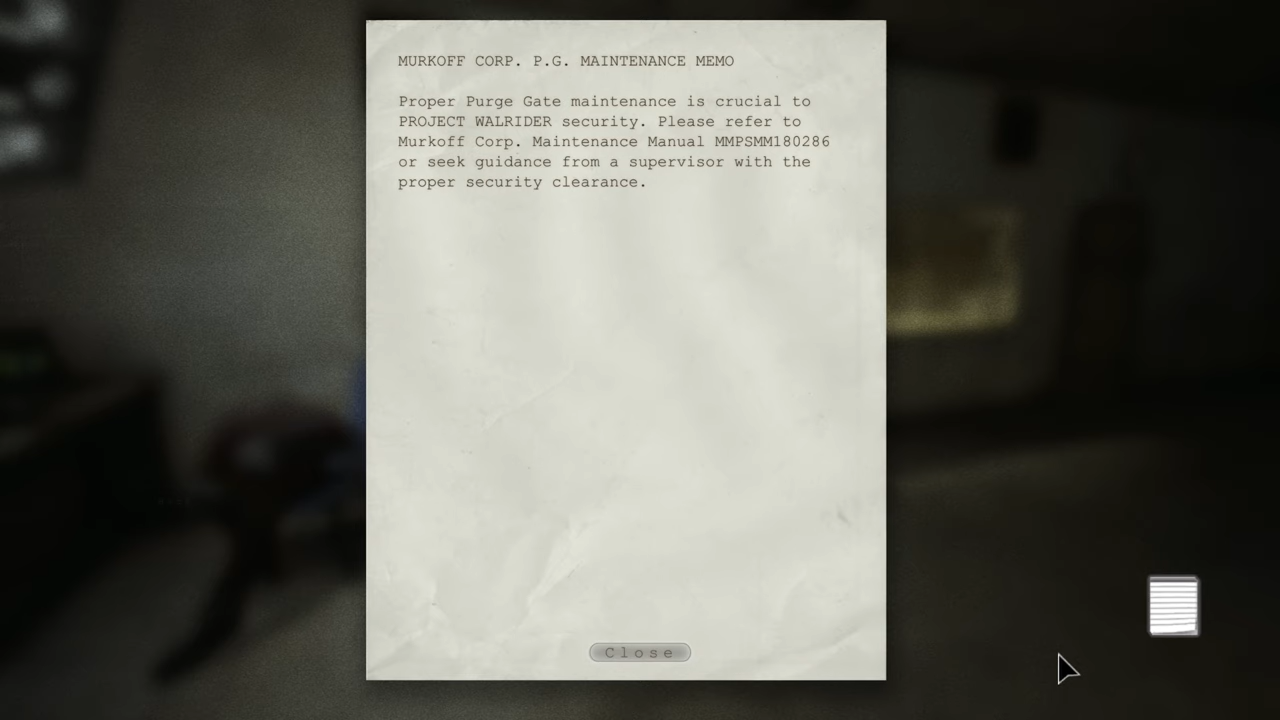 MURKOFF CORP. P.G. MAINTENANCE MEMO
Proper Purge Gate maintenance is crucial to
PROJECT WALRIDER security. Please refer to
Murkoff Corp. Maintenance Manual MMPSMM180286
or seek guidance from a supervisor with the
proper security clearance.
Close